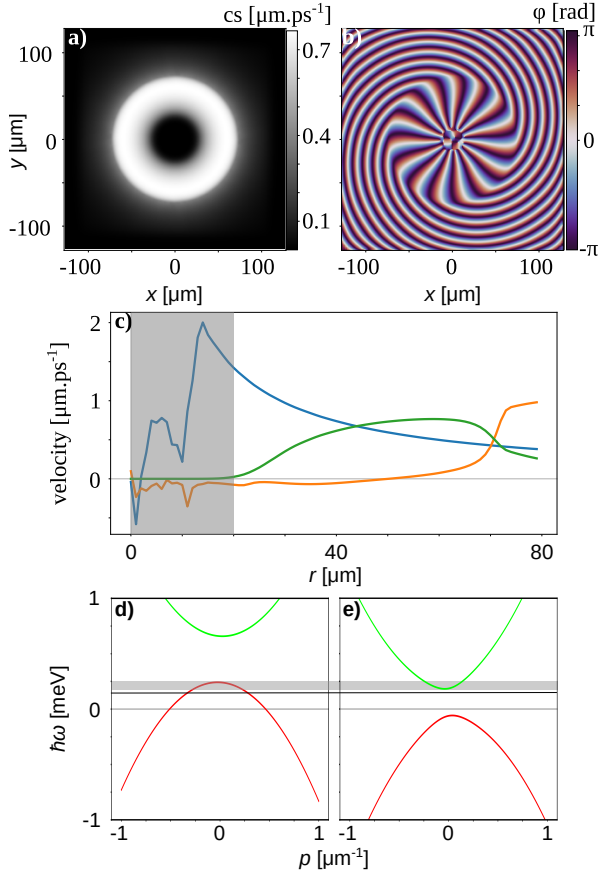 cs [µm.ps⁻¹]
φ [rad]
a)
b)
100
0
-100
y [µm]
0.7
0.4
0.1
π
0
-π
-100
0
100
-100
0
100
x [µm]
x [µm]
c)
2
1
0
velocity [µm.ps⁻¹]
0
40
80
r [µm]
d)
e)
1
0
-1
ℏω [meV]
-1
0
1
-1
0
1
p [µm⁻¹]